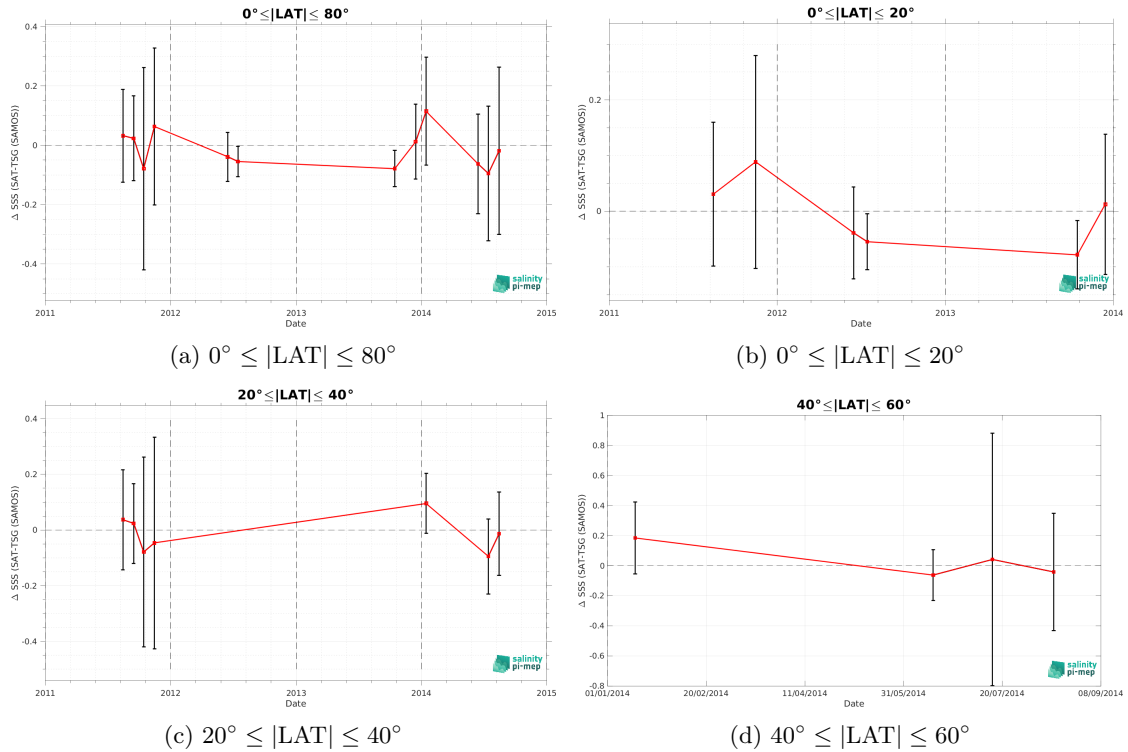 0°≤|LAT|≤ 80°
Δ SSS (SAT-TSG (SAMOS))
0.4
0.2
0
-0.2
-0.4
2011 2012 2013 2014 2015
Date
salinity
pi-mep
(a) 0° ≤ |LAT| ≤ 80°
0°≤|LAT|≤ 20°
Δ SSS (SAT-TSG (SAMOS))
0.2
0
2011 2012 2013 2014
Date
salinity
pi-mep
(b) 0° ≤ |LAT| ≤ 20°
20°≤|LAT|≤ 40°
Δ SSS (SAT-TSG (SAMOS))
0.4
0.2
0
-0.2
-0.4
2011 2012 2013 2014 2015
Date
salinity
pi-mep
(c) 20° ≤ |LAT| ≤ 40°
40°≤|LAT|≤ 60°
Δ SSS (SAT-TSG (SAMOS))
1
0.8
0.6
0.4
0.2
0
-0.2
-0.4
-0.6
-0.8
01/01/2014 20/02/2014 11/04/2014 31/05/2014 20/07/2014 08/09/2014
Date
salinity
pi-mep
(d) 40° ≤ |LAT| ≤ 60°